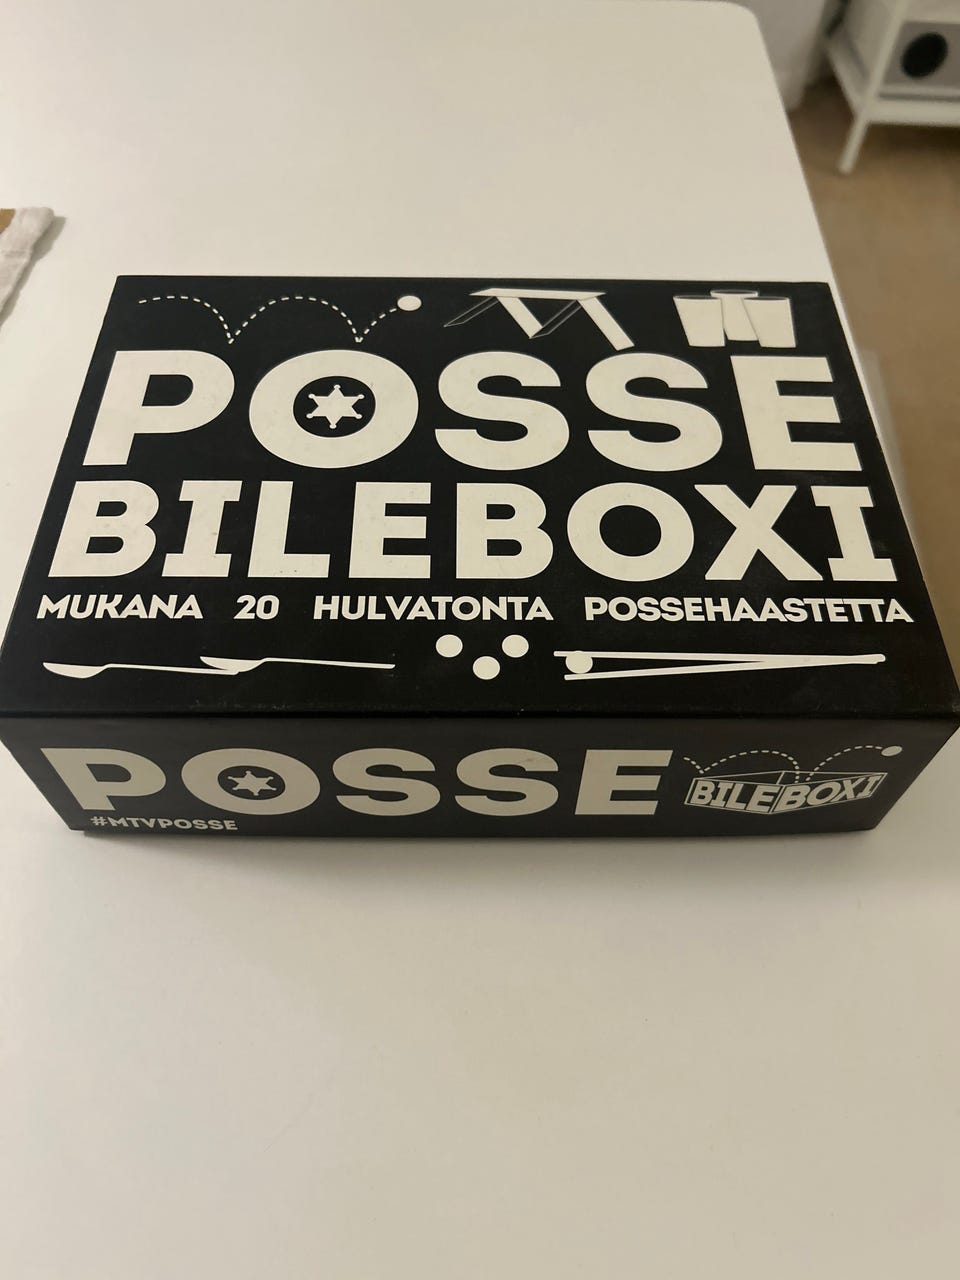 POSSE
BILEBOXI
MUKANA 20 HULVATONTA POSSEHAASTETTA
POSSE
BILEBOXI
#MTVPOSSE